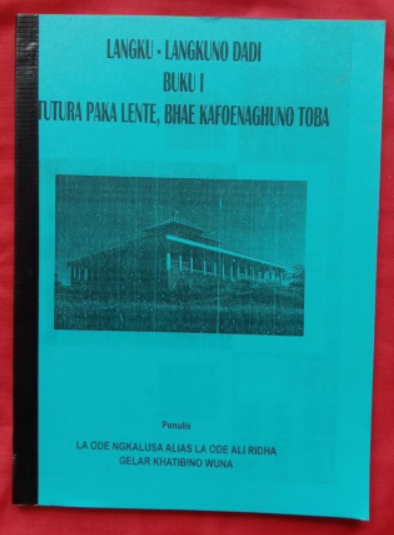 LANGKU - LANGKUNO DADI
BUKU I
TUTURA PAKA LENTE, BHAE KAFOENAGHUNO TOBA
Penulis
LA ODE NGKALUSA ALIAS LA ODE ALI RIDHA
GELAR KHATIBINO WUNA